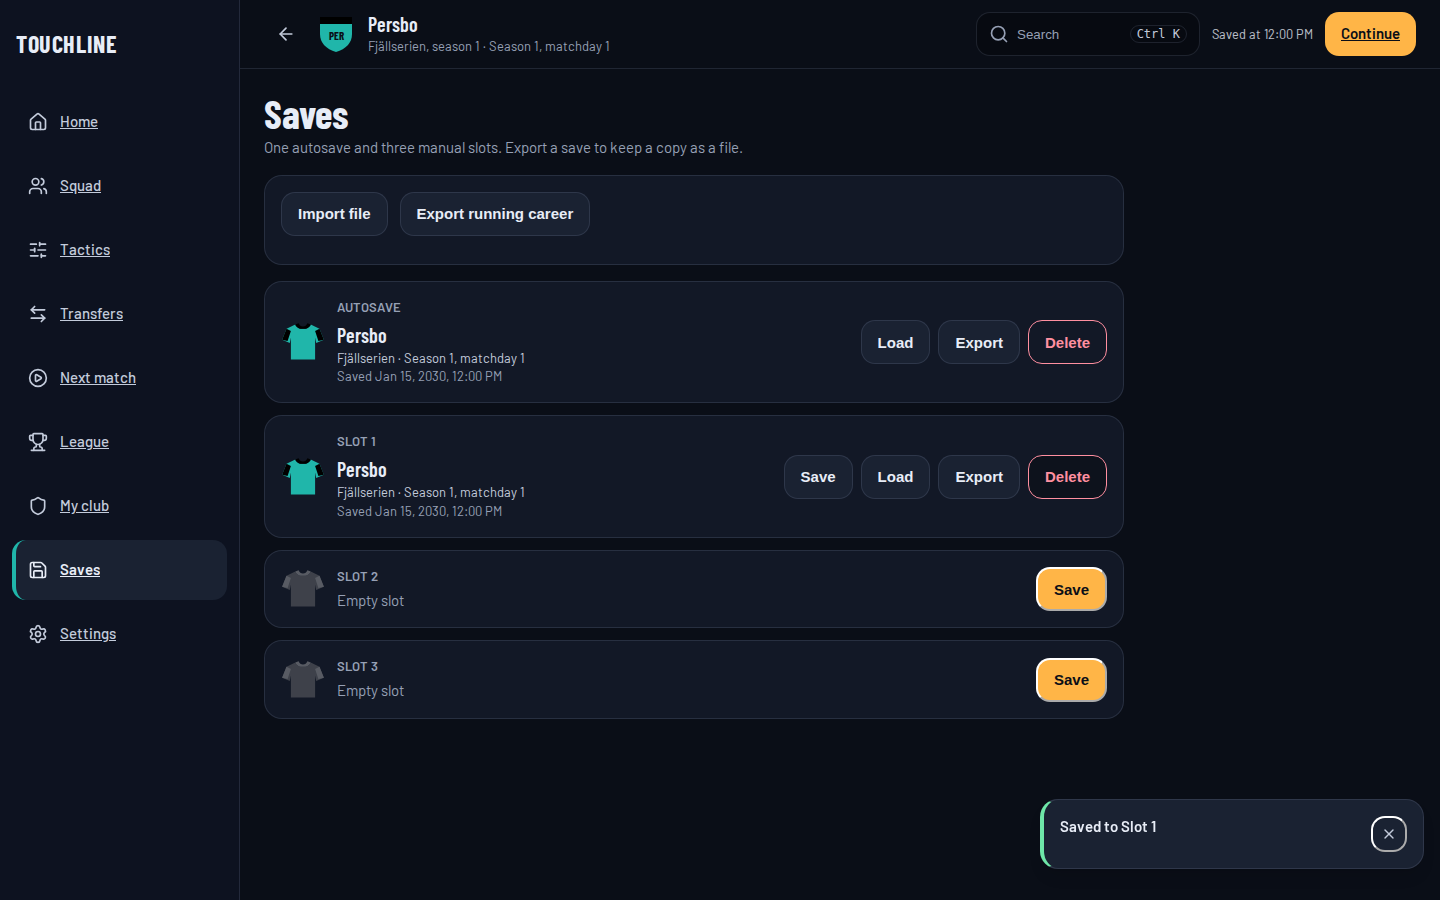 TOUCHLINE
Home
Squad
Tactics
Transfers
Next match
League
My club
Saves
Settings
PER
Persbo
Fjällserien, season 1 · Season 1, matchday 1
Search
Ctrl K
Saved at 12:00 PM
Continue
Saves
One autosave and three manual slots. Export a save to keep a copy as a file.
Import file
Export running career
AUTOSAVE
Persbo
Fjällserien · Season 1, matchday 1
Saved Jan 15, 2030, 12:00 PM
Load
Export
Delete
SLOT 1
Persbo
Fjällserien · Season 1, matchday 1
Saved Jan 15, 2030, 12:00 PM
Save
Load
Export
Delete
SLOT 2
Empty slot
Save
SLOT 3
Empty slot
Save
Saved to Slot 1